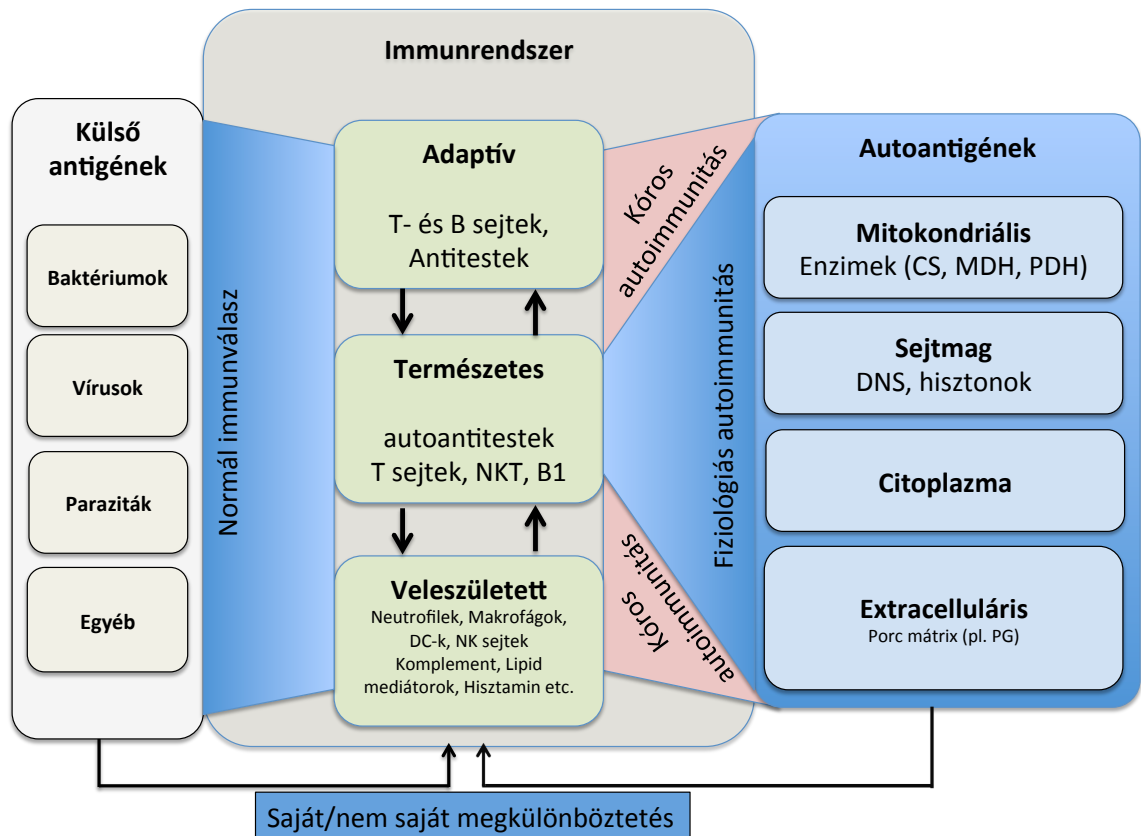 Immunrendszer
Külső
antigének
Baktériumok
Vírusok
Paraziták
Egyéb
Normál immunválasz
Adaptív
T- és B sejtek,
Antitestek
Természetes
autoantitestek
T sejtek, NKT, B1
Veleszületett
Neutrofilek, Makrofágok,
DC-k, NK sejtek
Komplement, Lipid
mediátorok, Hisztamin etc.
Kóros
autoimmunitás
Fiziológiás autoimmunitás
Kóros
autoimmunitás
Autoantigének
Mitokondriális
Enzimek (CS, MDH, PDH)
Sejtmag
DNS, hisztonok
Citoplazma
Extracelluláris
Porc mátrix (pl. PG)
Saját/nem saját megkülönböztetés